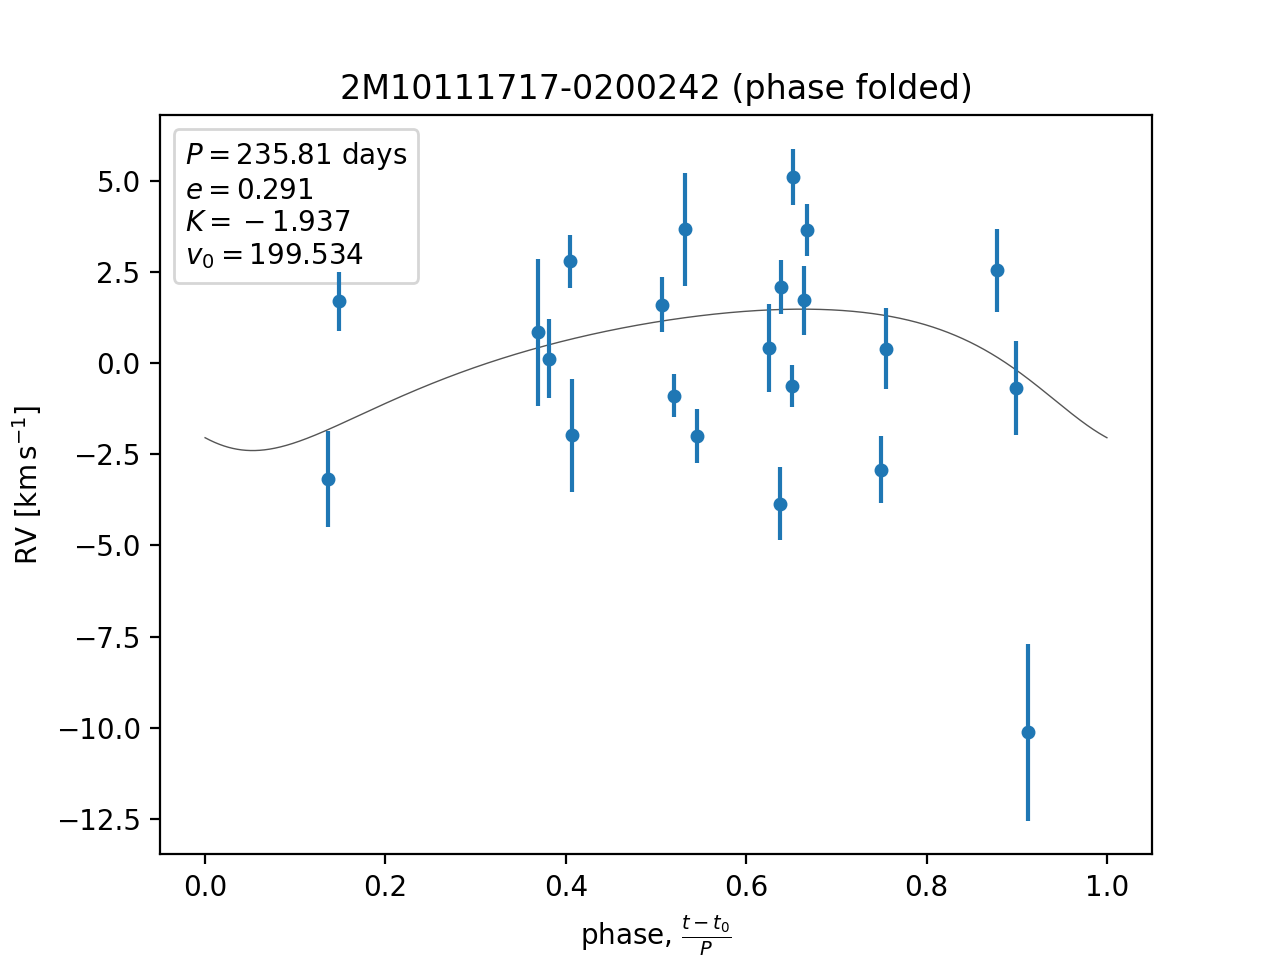 2M10111717-0200242 (phase folded)
P = 235.81 days
e = 0.291
K = −1.937
v₀ = 199.534
5.0
2.5
0.0
−2.5
−5.0
−7.5
−10.0
−12.5
RV [km s⁻¹]
0.0 0.2 0.4 0.6 0.8 1.0
phase, (t − t₀)/P